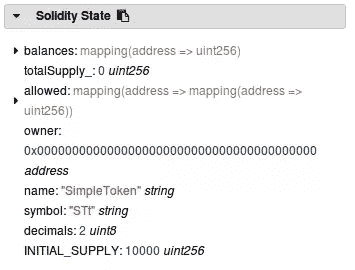 Solidity State
balances: mapping(address => uint256)
totalSupply_: 0 uint256
allowed: mapping(address => mapping(address =>
uint256))
owner:
0x0000000000000000000000000000000000000000
address
name: "SimpleToken" string
symbol: "STt" string
decimals: 2 uint8
INITIAL_SUPPLY: 10000 uint256